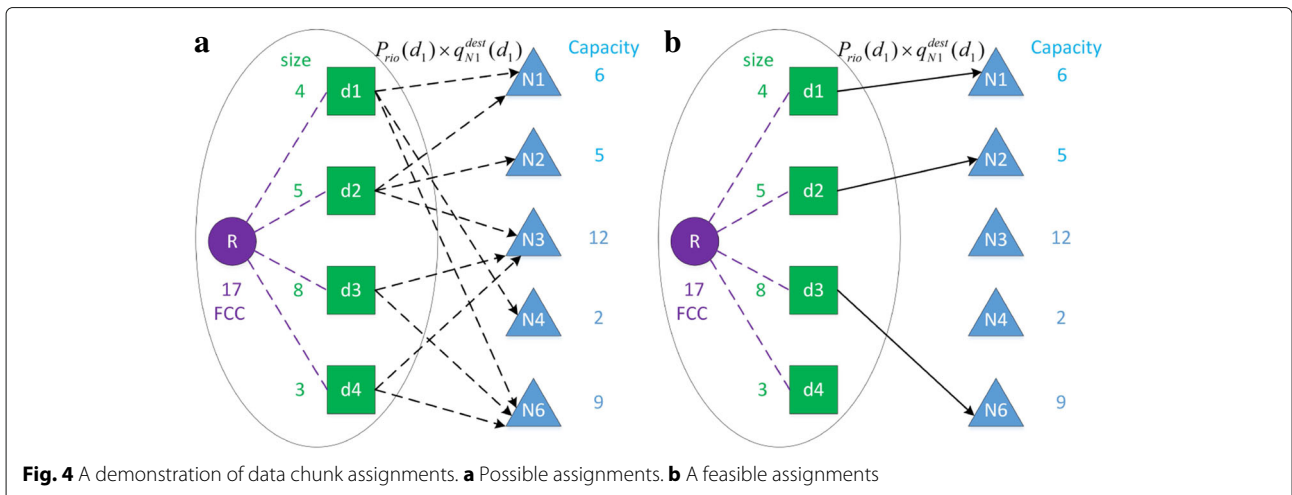 a
P_rio(d_1) × q_N1^dest(d_1)
Capacity
size
4
d1
N1
6
5
d2
N2
5
R
17
FCC
N3
12
8
d3
N4
2
3
d4
N6
9
b
P_rio(d_1) × q_N1^dest(d_1)
Capacity
size
4
d1
N1
6
5
d2
N2
5
R
17
FCC
N3
12
8
d3
N4
2
3
d4
N6
9
Fig. 4 A demonstration of data chunk assignments. a Possible assignments. b A feasible assignments